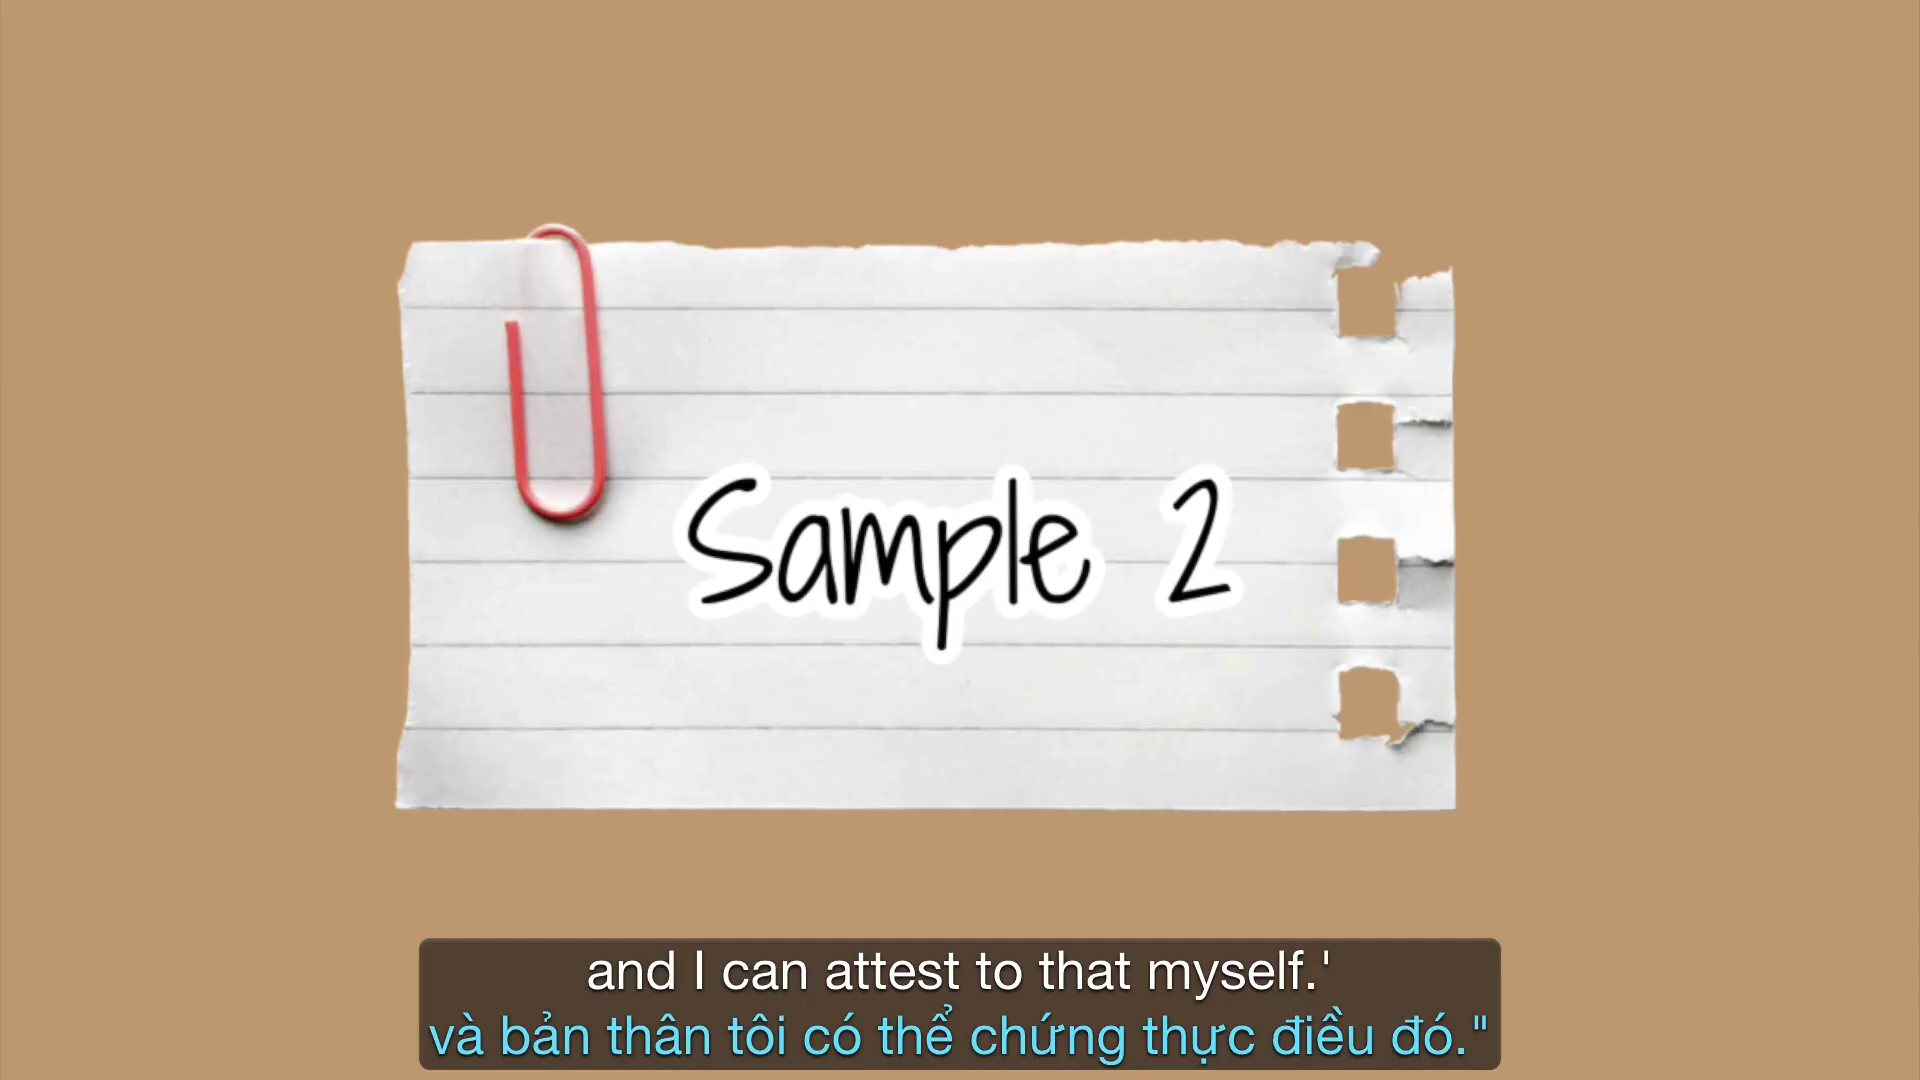 Sample 2
and I can attest to that myself.'
và bản thân tôi có thể chứng thực điều đó."